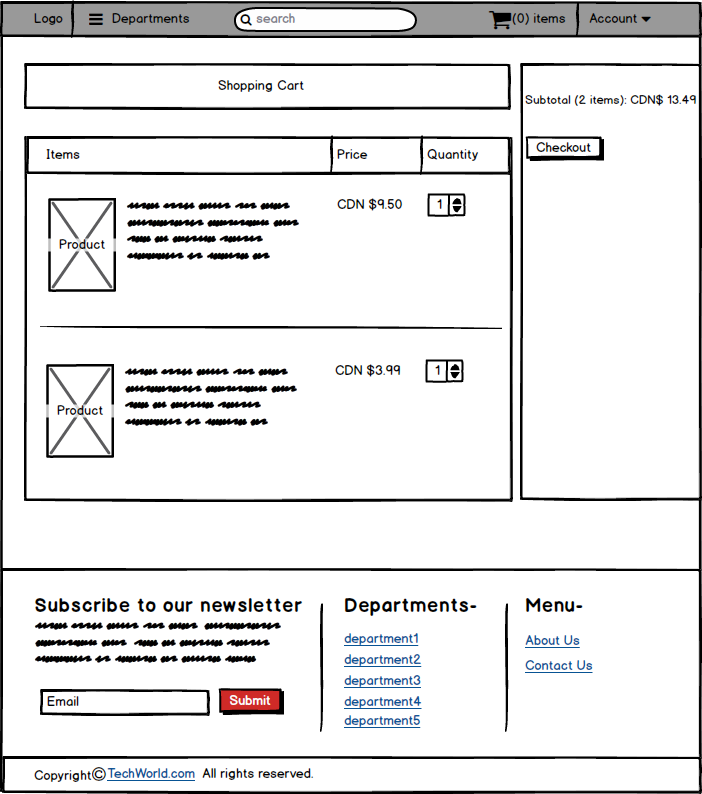 Logo
Departments
search
(0) items
Account
Shopping Cart
Subtotal (2 items): CDN$ 13.49
Checkout
Items
Price
Quantity
Product
CDN $9.50
1
Product
CDN $3.99
1
Subscribe to our newsletter
Email
Submit
Departments-
department1
department2
department3
department4
department5
Menu-
About Us
Contact Us
Copyright© TechWorld.com All rights reserved.